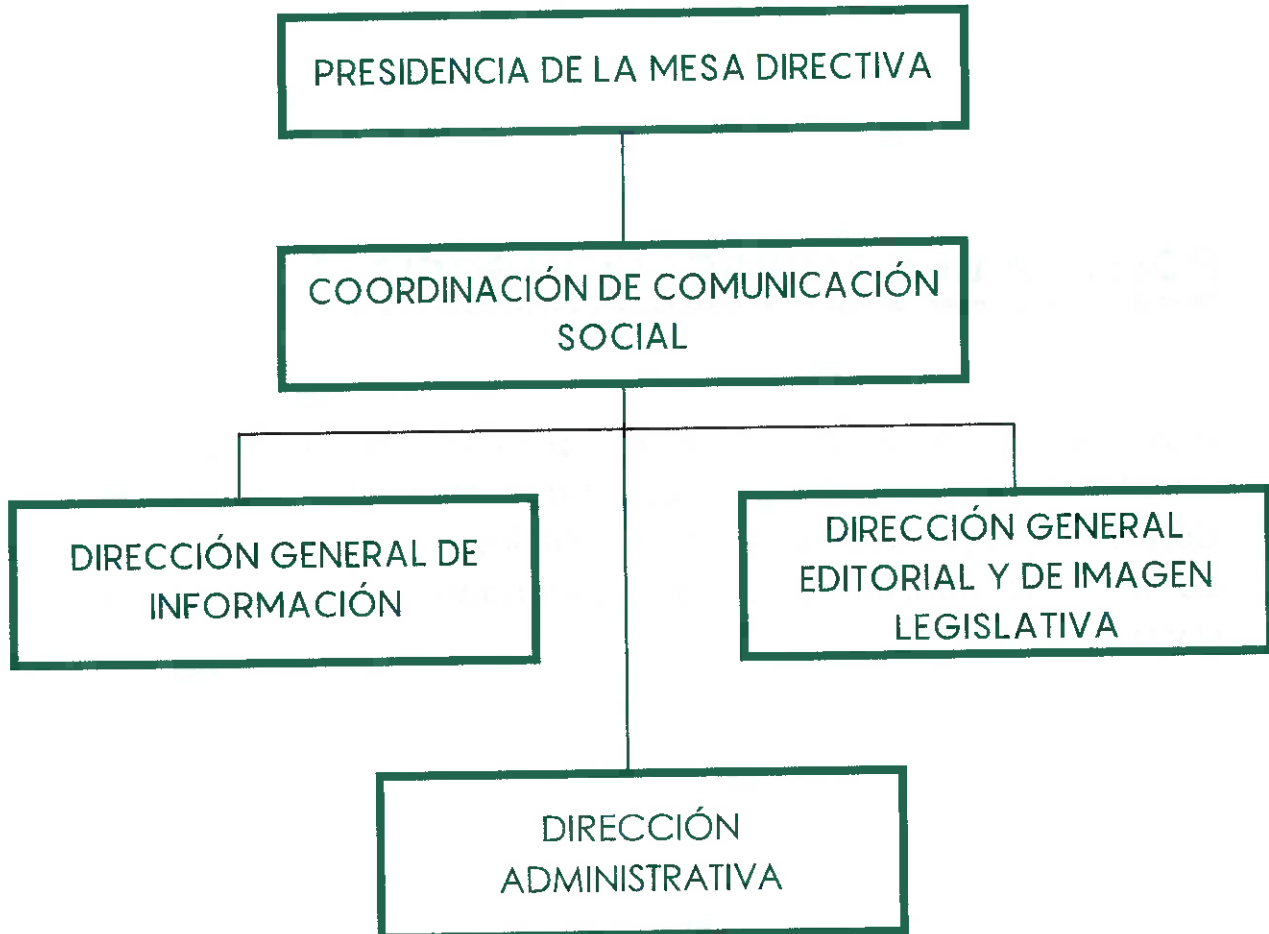 PRESIDENCIA DE LA MESA DIRECTIVA
COORDINACIÓN DE COMUNICACIÓN
SOCIAL
DIRECCIÓN GENERAL DE
INFORMACIÓN
DIRECCIÓN GENERAL
EDITORIAL Y DE IMAGEN
LEGISLATIVA
DIRECCIÓN
ADMINISTRATIVA